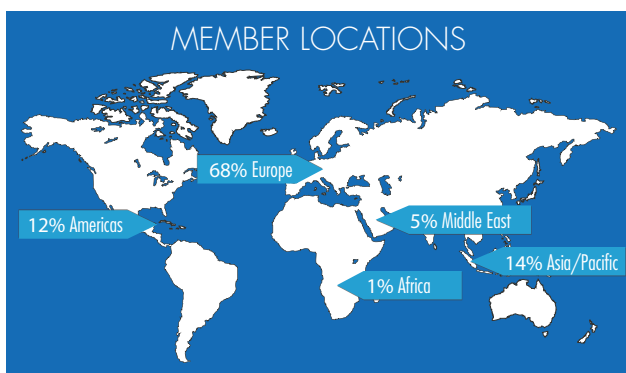 MEMBER LOCATIONS
68% Europe
12% Americas
5% Middle East
14% Asia/Pacific
1% Africa